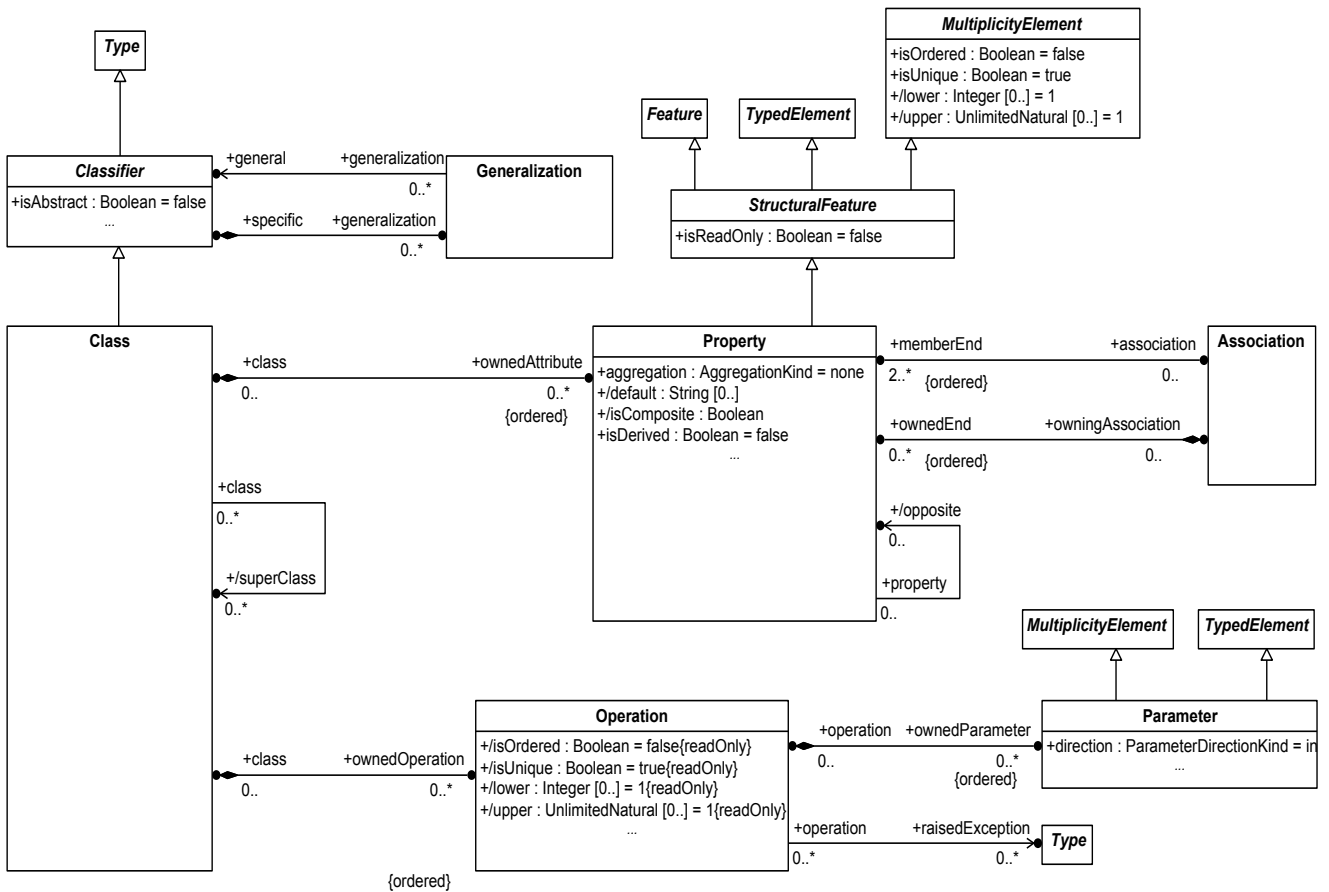 MultiplicityElement
+isOrdered : Boolean = false
+isUnique : Boolean = true
+/lower : Integer [0..] = 1
+/upper : UnlimitedNatural [0..] = 1
Type
Feature
TypedElement
Classifier
+isAbstract : Boolean = false
...
+general
+generalization
0..*
+specific
+generalization
0..*
Generalization
StructuralFeature
+isReadOnly : Boolean = false
Class
+class
0..
+ownedAttribute
0..*
{ordered}
Property
+aggregation : AggregationKind = none
+/default : String [0..]
+/isComposite : Boolean
+isDerived : Boolean = false
...
+memberEnd
2..*
{ordered}
+association
0..
+ownedEnd
0..*
{ordered}
+owningAssociation
0..
Association
+class
0..*
+/superClass
0..*
+/opposite
0..
+property
0..
MultiplicityElement
TypedElement
+class
0..
+ownedOperation
0..*
{ordered}
Operation
+/isOrdered : Boolean = false{readOnly}
+/isUnique : Boolean = true{readOnly}
+/lower : Integer [0..] = 1{readOnly}
+/upper : UnlimitedNatural [0..] = 1{readOnly}
...
+operation
0..
+ownedParameter
0..*
{ordered}
Parameter
+direction : ParameterDirectionKind = in
...
+operation
0..*
+raisedException
0..*
Type